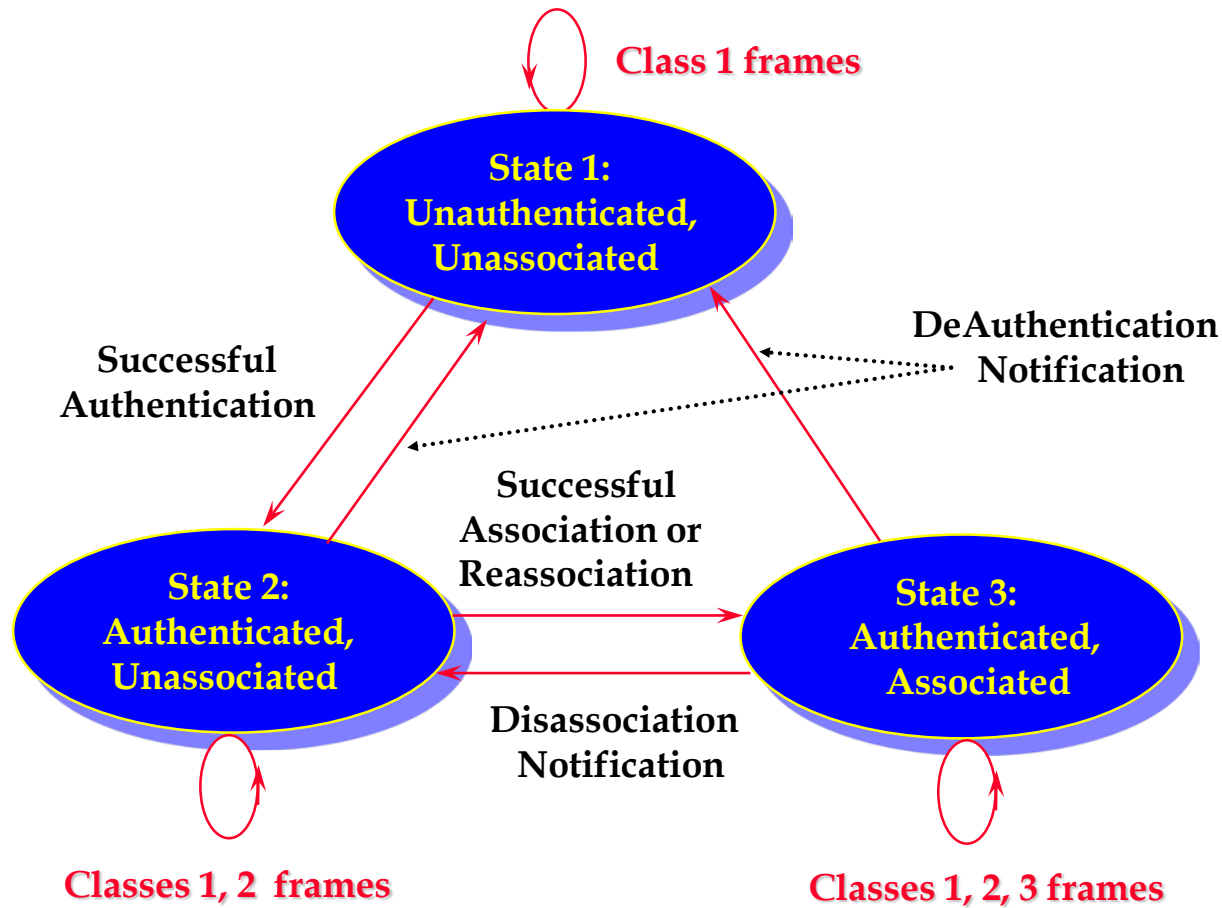 Class 1 frames
State 1:
Unauthenticated,
Unassociated
DeAuthentication
Notification
Successful
Authentication
Successful
Association or
Reassociation
State 2:
Authenticated,
Unassociated
State 3:
Authenticated,
Associated
Disassociation
Notification
Classes 1, 2 frames
Classes 1, 2, 3 frames